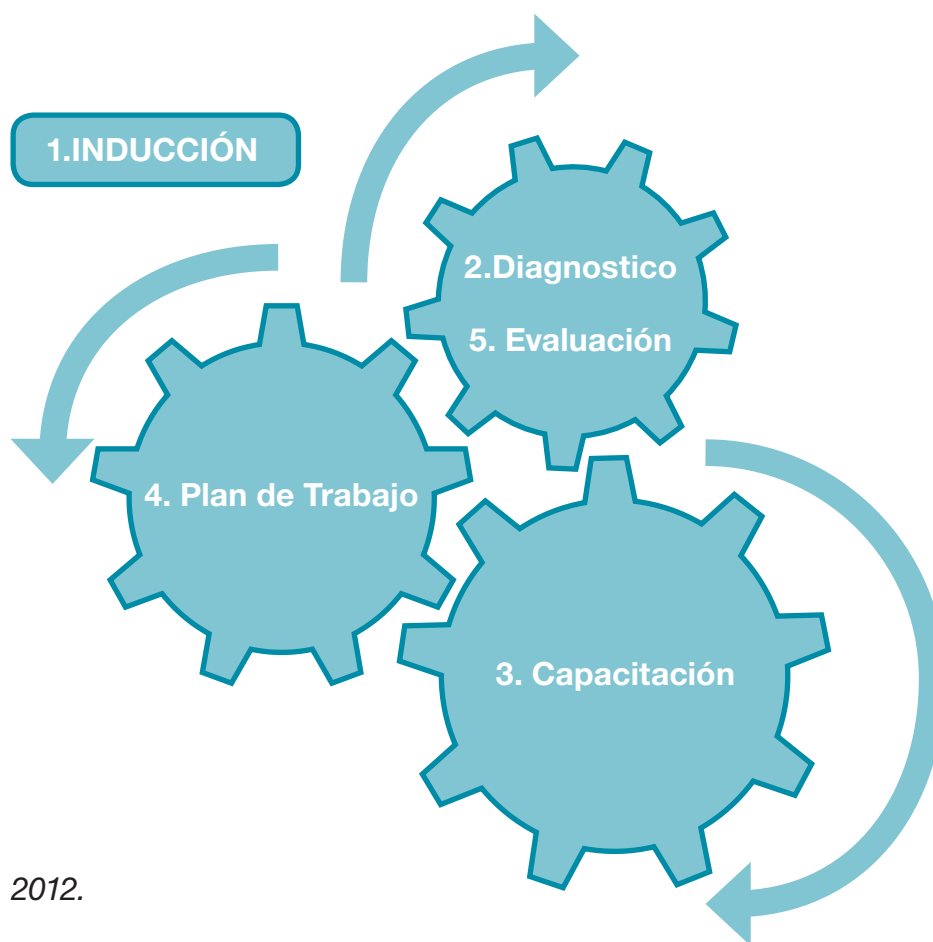 1.INDUCCIÓN
2.Diagnostico
5. Evaluación
4. Plan de Trabajo
3. Capacitación
2012.